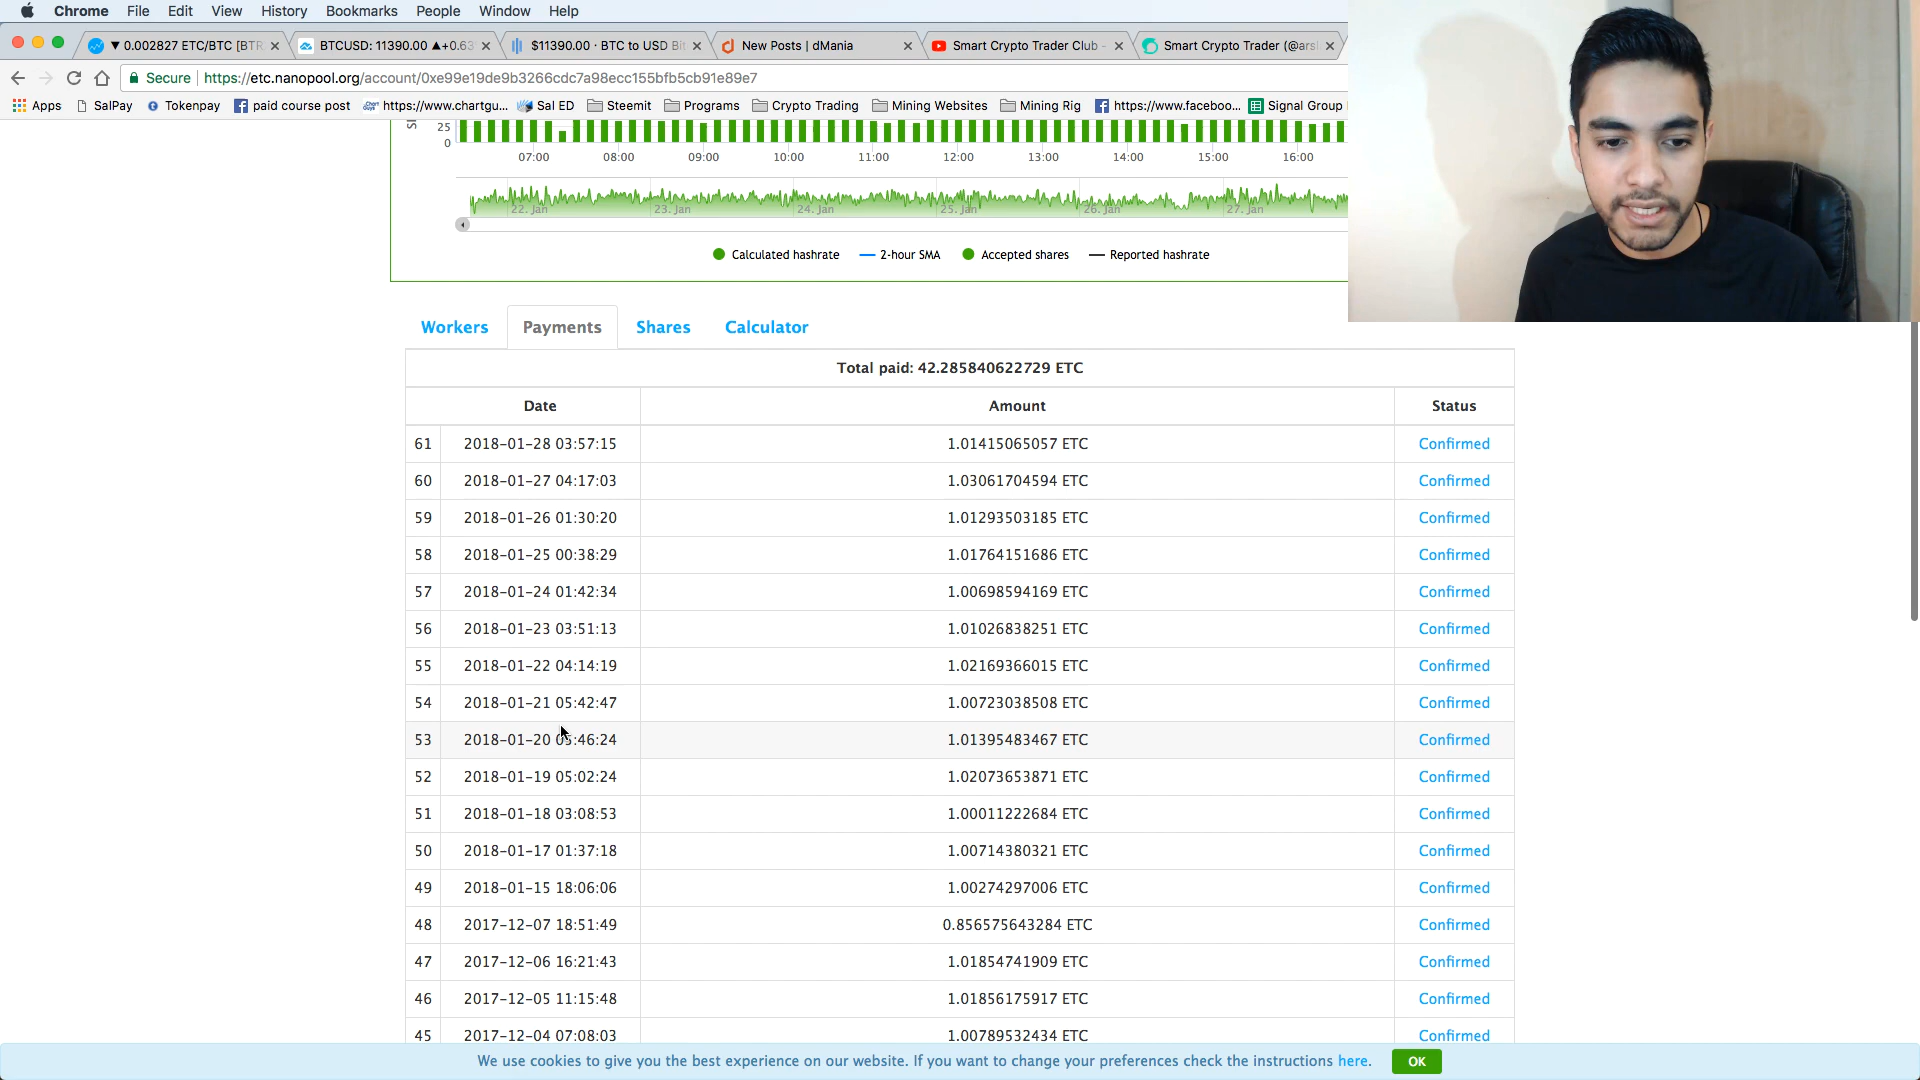 Chrome File Edit View History Bookmarks People Window Help
▼ 0.002827 ETC/BTC [BTR BTCUSD: 11390.00 ▲+0.63 $11390.00 · BTC to USD Bit New Posts | dMania Smart Crypto Trader Club - Smart Crypto Trader (@arsl
Secure https://etc.nanopool.org/account/0xe99e19de9b3266cdc7a98ecc155bfb5cb91e89e7
Apps SalPay Tokenpay paid course post https://www.chartgu... Sal ED Steemit Programs Crypto Trading Mining Websites Mining Rig https://www.faceboo... Signal Group
25
0
07:00 08:00 09:00 10:00 11:00 12:00 13:00 14:00 15:00 16:00
22. Jan 23. Jan 24. Jan 25. Jan 26. Jan 27. Jan
Calculated hashrate 2-hour SMA Accepted shares Reported hashrate
Workers Payments Shares Calculator
Total paid: 42.285840622729 ETC
Date Amount Status
61 2018-01-28 03:57:15 1.01415065057 ETC Confirmed
60 2018-01-27 04:17:03 1.03061704594 ETC Confirmed
59 2018-01-26 01:30:20 1.01293503185 ETC Confirmed
58 2018-01-25 00:38:29 1.01764151686 ETC Confirmed
57 2018-01-24 01:42:34 1.00698594169 ETC Confirmed
56 2018-01-23 03:51:13 1.01026838251 ETC Confirmed
55 2018-01-22 04:14:19 1.02169366015 ETC Confirmed
54 2018-01-21 05:42:47 1.00723038508 ETC Confirmed
53 2018-01-20 05:46:24 1.01395483467 ETC Confirmed
52 2018-01-19 05:02:24 1.02073653871 ETC Confirmed
51 2018-01-18 03:08:53 1.00011222684 ETC Confirmed
50 2018-01-17 01:37:18 1.00714380321 ETC Confirmed
49 2018-01-15 18:06:06 1.00274297006 ETC Confirmed
48 2017-12-07 18:51:49 0.856575643284 ETC Confirmed
47 2017-12-06 16:21:43 1.01854741909 ETC Confirmed
46 2017-12-05 11:15:48 1.01856175917 ETC Confirmed
45 2017-12-04 07:08:03 1.00789532434 ETC Confirmed
We use cookies to give you the best experience on our website. If you want to change your preferences check the instructions here. OK